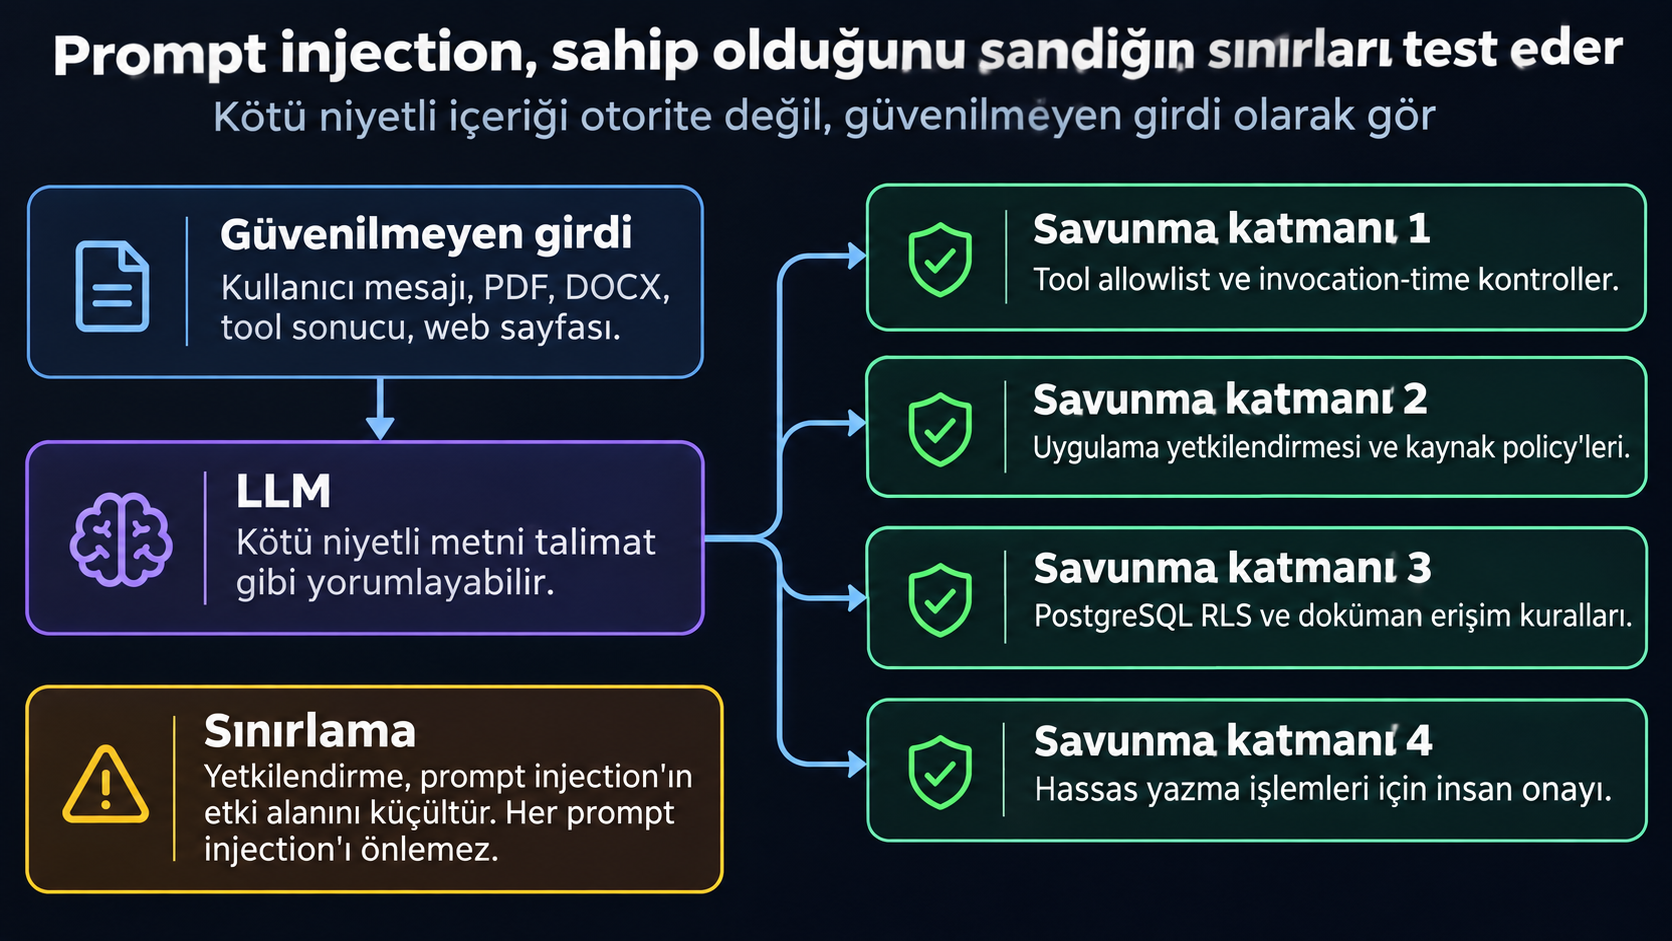 Prompt injection, sahip olduğunu sandiğın sınırları test eder
Kötü niyetli içeriği otorite değil, güvenilmeyen girdi olarak gör
Güvenilmeyen girdi
Kullanıcı mesajı, PDF, DOCX,
tool sonucu, web sayfası.
LLM
Kötü niyetli metni talimat
gibi yorumlayabilir.
Sınırlama
Yetkilendirme, prompt injection'ın
etki alanını küçültür. Her prompt
injection'ı önlemez.
Savunma katmanı 1
Tool allowlist ve invocation-time kontroller.
Savunma katmanı 2
Uygulama yetkilendirmesi ve kaynak policy'leri.
Savunma katmanı 3
PostgreSQL RLS ve doküman erişim kuralları.
Savunma katmanı 4
Hassas yazma işlemleri için insan onayı.